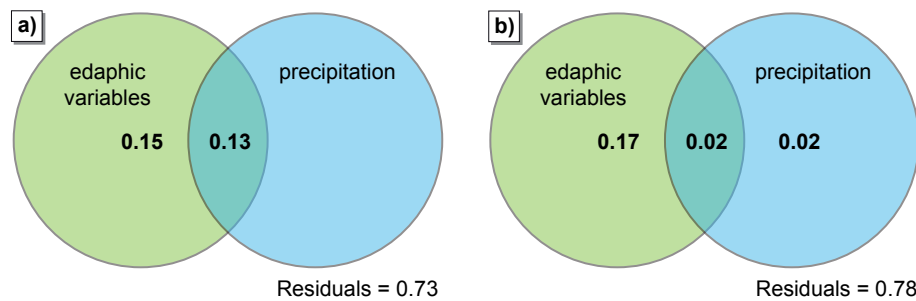 a)
edaphic
variables
precipitation
0.15
0.13
Residuals = 0.73
b)
edaphic
variables
precipitation
0.17
0.02
0.02
Residuals = 0.78